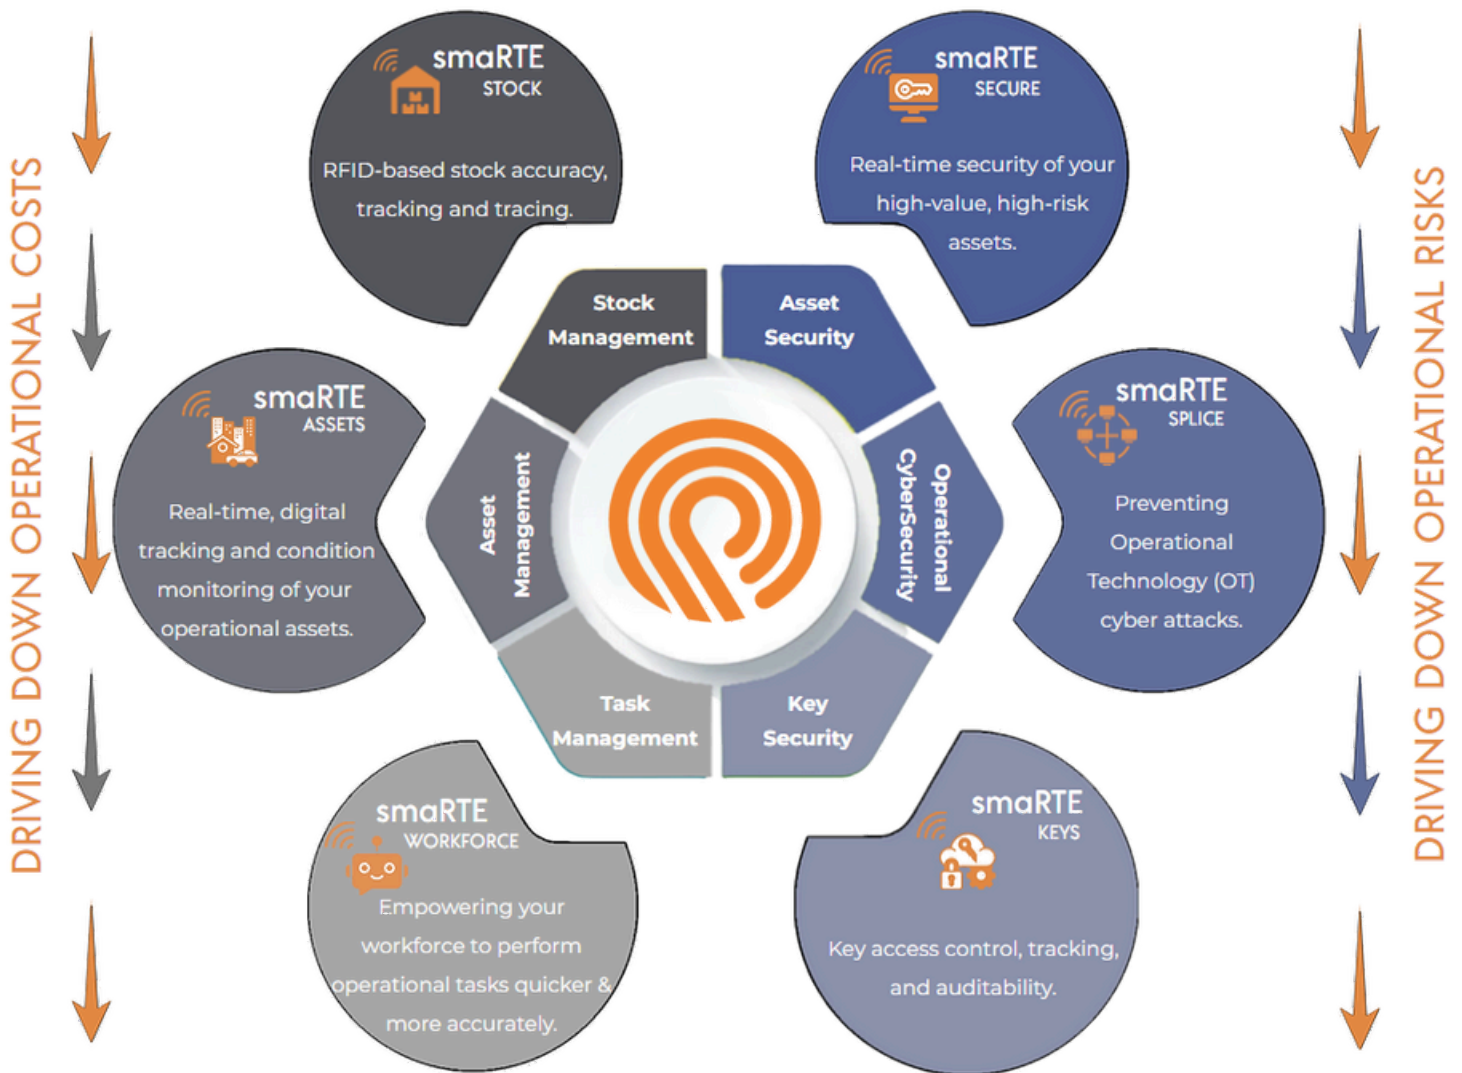 DRIVING DOWN OPERATIONAL COSTS
smaRTE
STOCK
RFID-based stock accuracy,
tracking and tracing.
smaRTE
SECURE
Real-time security of your
high-value, high-risk
assets.
smaRTE
ASSETS
Real-time, digital
tracking and condition
monitoring of your
operational assets.
Stock
Management
Asset
Security
Asset
Management
Operational
CyberSecurity
Task
Management
Key
Security
smaRTE
SPLICE
Preventing
Operational
Technology (OT)
cyber attacks.
smaRTE
WORKFORCE
Empowering your
workforce to perform
operational tasks quicker &
more accurately.
smaRTE
KEYS
Key access control, tracking,
and auditability.
DRIVING DOWN OPERATIONAL RISKS